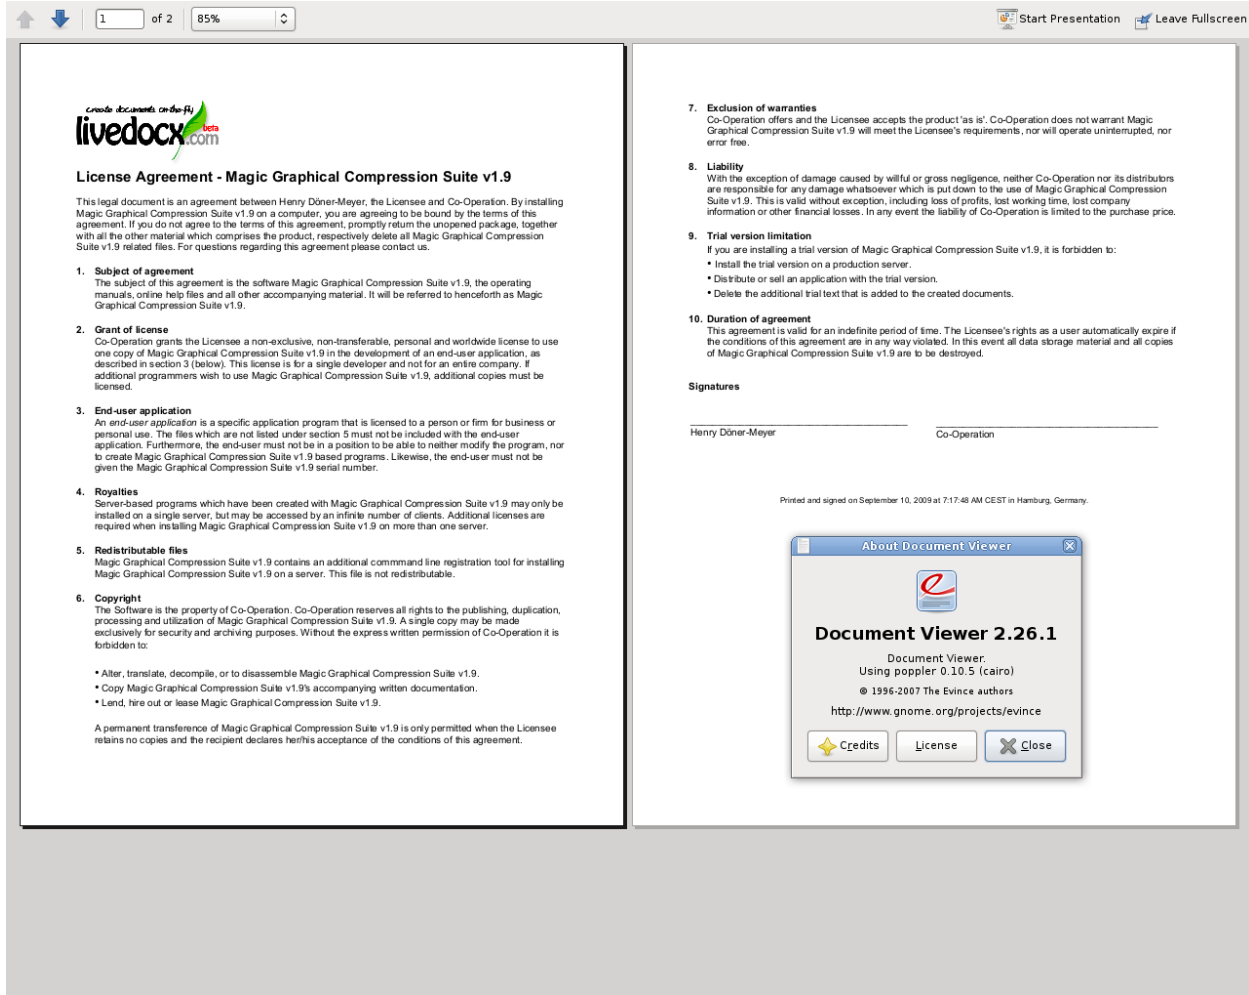 1 of 2 85% Start Presentation Leave Fullscreen
create documents on-the-fly
livedocx beta
.com
License Agreement - Magic Graphical Compression Suite v1.9
This legal document is an agreement between Henry Döner-Meyer, the Licensee and Co-Operation. By installing
Magic Graphical Compression Suite v1.9 on a computer, you are agreeing to be bound by the terms of this
agreement. If you do not agree to the terms of this agreement, promptly return the unopened package, together
with all the other material which comprises the product, respectively delete all Magic Graphical Compression
Suite v1.9 related files. For questions regarding this agreement please contact us.
1. Subject of agreement
The subject of this agreement is the software Magic Graphical Compression Suite v1.9, the operating
manuals, online help files and all other accompanying material. It will be referred to henceforth as Magic
Graphical Compression Suite v1.9.
2. Grant of license
Co-Operation grants the Licensee a non-exclusive, non-transferable, personal and worldwide license to use
one copy of Magic Graphical Compression Suite v1.9 in the development of an end-user application, as
described in section 3 (below). This license is for a single developer and not for an entire company. If
additional programmers wish to use Magic Graphical Compression Suite v1.9, additional copies must be
licensed.
3. End-user application
An end-user application is a specific application program that is licensed to a person or firm for business or
personal use. The files which are not listed under section 5 must not be included with the end-user
application. Furthermore, the end-user must not be in a position to be able to neither modify the program, nor
to create Magic Graphical Compression Suite v1.9 based programs. Likewise, the end-user must not be
given the Magic Graphical Compression Suite v1.9 serial number.
4. Royalties
Server-based programs which have been created with Magic Graphical Compression Suite v1.9 may only be
installed on a single server, but may be accessed by an infinite number of clients. Additional licenses are
required when installing Magic Graphical Compression Suite v1.9 on more than one server.
5. Redistributable files
Magic Graphical Compression Suite v1.9 contains an additional commmand line registration tool for installing
Magic Graphical Compression Suite v1.9 on a server. This file is not redistributable.
6. Copyright
The Software is the property of Co-Operation. Co-Operation reserves all rights to the publishing, duplication,
processing and utilization of Magic Graphical Compression Suite v1.9. A single copy may be made
exclusively for security and archiving purposes. Without the express written permission of Co-Operation it is
forbidden to:
• Alter, translate, decompile, or to disassemble Magic Graphical Compression Suite v1.9.
• Copy Magic Graphical Compression Suite v1.9's accompanying written documentation.
• Lend, hire out or lease Magic Graphical Compression Suite v1.9.
A permanent transference of Magic Graphical Compression Suite v1.9 is only permitted when the Licensee
retains no copies and the recipient declares her/his acceptance of the conditions of this agreement.
7. Exclusion of warranties
Co-Operation offers and the Licensee accepts the product 'as is'. Co-Operation does not warrant Magic
Graphical Compression Suite v1.9 will meet the Licensee's requirements, nor will operate uninterrupted, nor
error free.
8. Liability
With the exception of damage caused by willful or gross negligence, neither Co-Operation nor its distributors
are responsible for any damage whatsoever which is put down to the use of Magic Graphical Compression
Suite v1.9. This is valid without exception, including loss of profits, lost working time, lost company
information or other financial losses. In any event the liability of Co-Operation is limited to the purchase price.
9. Trial version limitation
If you are installing a trial version of Magic Graphical Compression Suite v1.9, it is forbidden to:
• Install the trial version on a production server.
• Distribute or sell an application with the trial version.
• Delete the additional trial text that is added to the created documents.
10. Duration of agreement
This agreement is valid for an indefinite period of time. The Licensee's rights as a user automatically expire if
the conditions of this agreement are in any way violated. In this event all data storage material and all copies
of Magic Graphical Compression Suite v1.9 are to be destroyed.
Signatures
Henry Döner-Meyer Co-Operation
Printed and signed on September 10, 2009 at 7:17:48 AM CEST in Hamburg, Germany.
About Document Viewer
Document Viewer 2.26.1
Document Viewer.
Using poppler 0.10.5 (cairo)
© 1996-2007 The Evince authors
http://www.gnome.org/projects/evince
Credits License Close